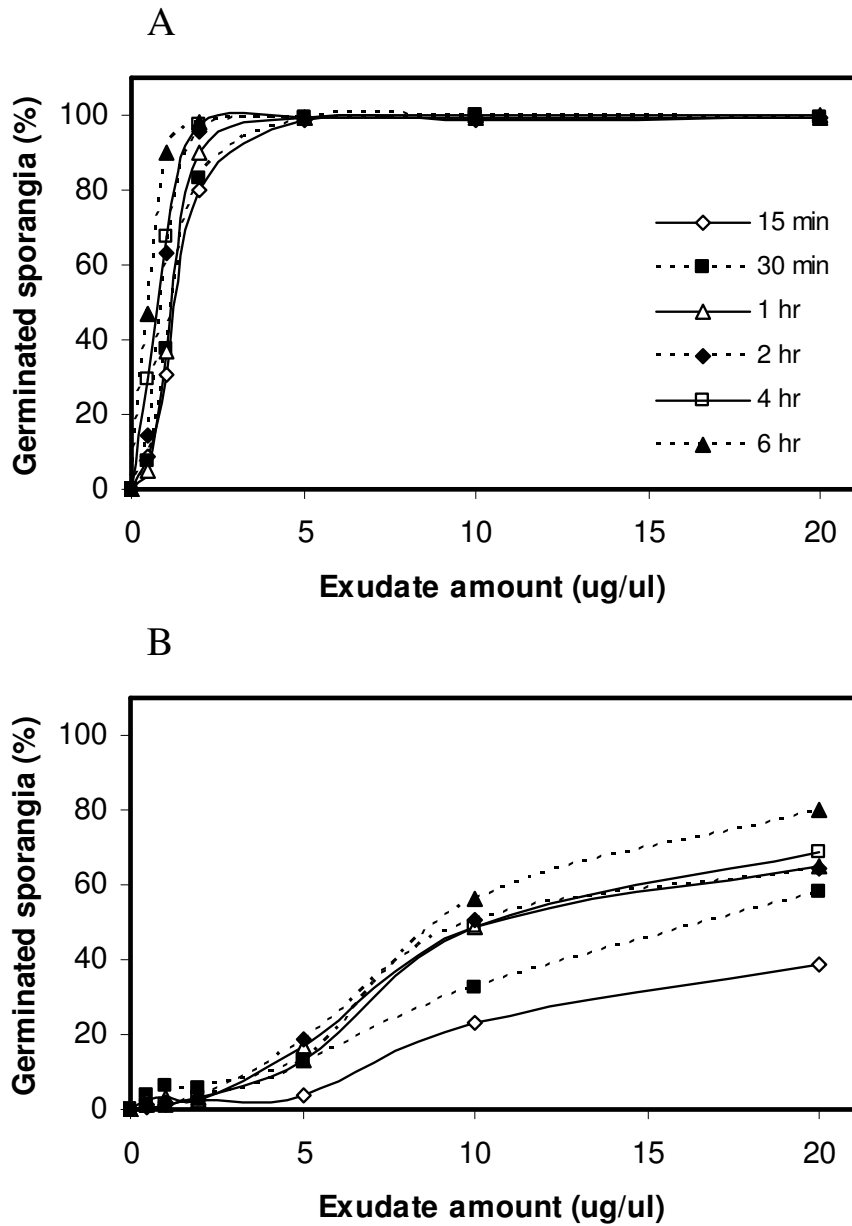 A
Germinated sporangia (%)
100
80
60
40
20
0
15 min
30 min
1 hr
2 hr
4 hr
6 hr
0 5 10 15 20
Exudate amount (ug/ul)
B
Germinated sporangia (%)
100
80
60
40
20
0
0 5 10 15 20
Exudate amount (ug/ul)